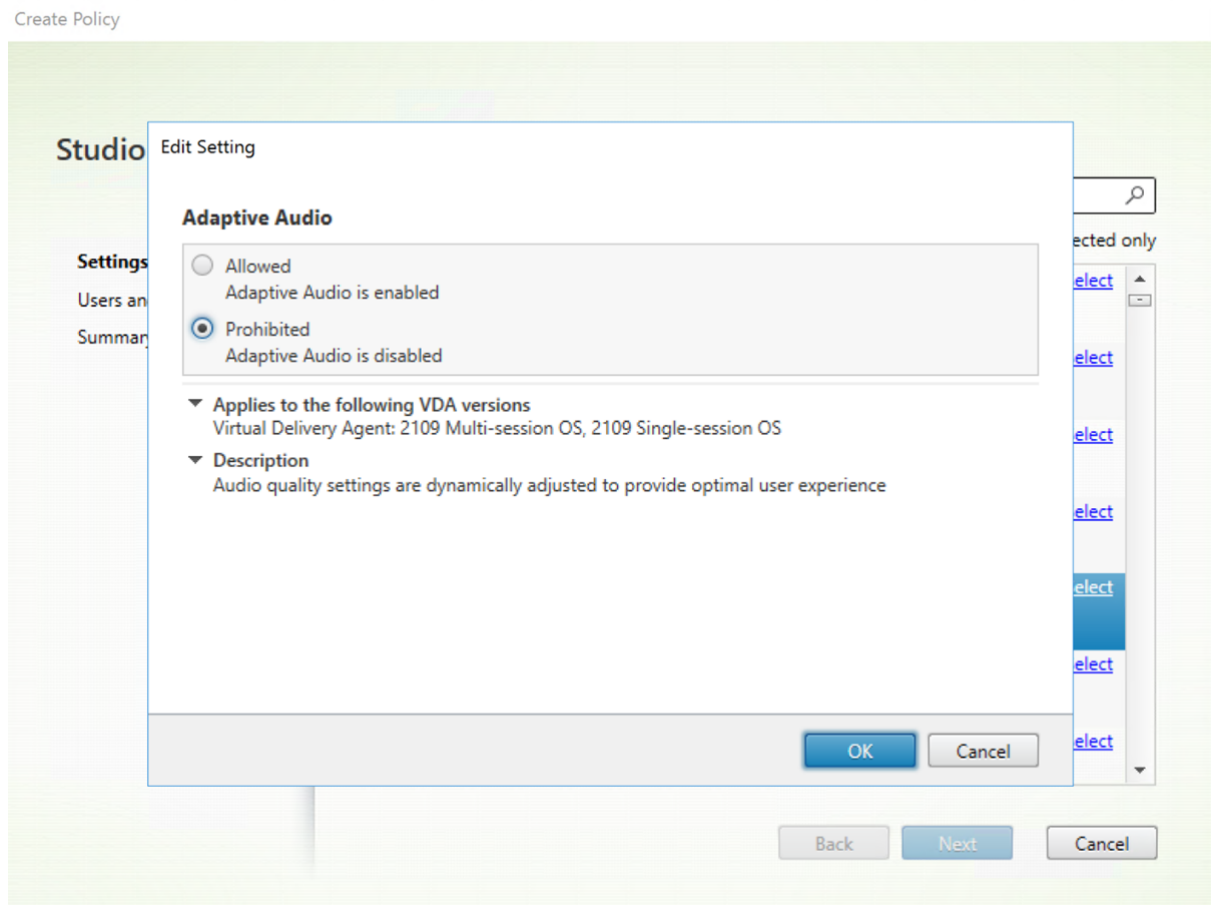 Create Policy
Studio
Edit Setting
Adaptive Audio
ected only
Settings
Allowed
elect
Adaptive Audio is enabled
Users an
Prohibited
Summar
Adaptive Audio is disabled
elect
Applies to the following VDA versions
Virtual Delivery Agent: 2109 Multi-session OS, 2109 Single-session OS
elect
Description
Audio quality settings are dynamically adjusted to provide optimal user experience
elect
elect
elect
elect
OK
Cancel
Back
Next
Cancel